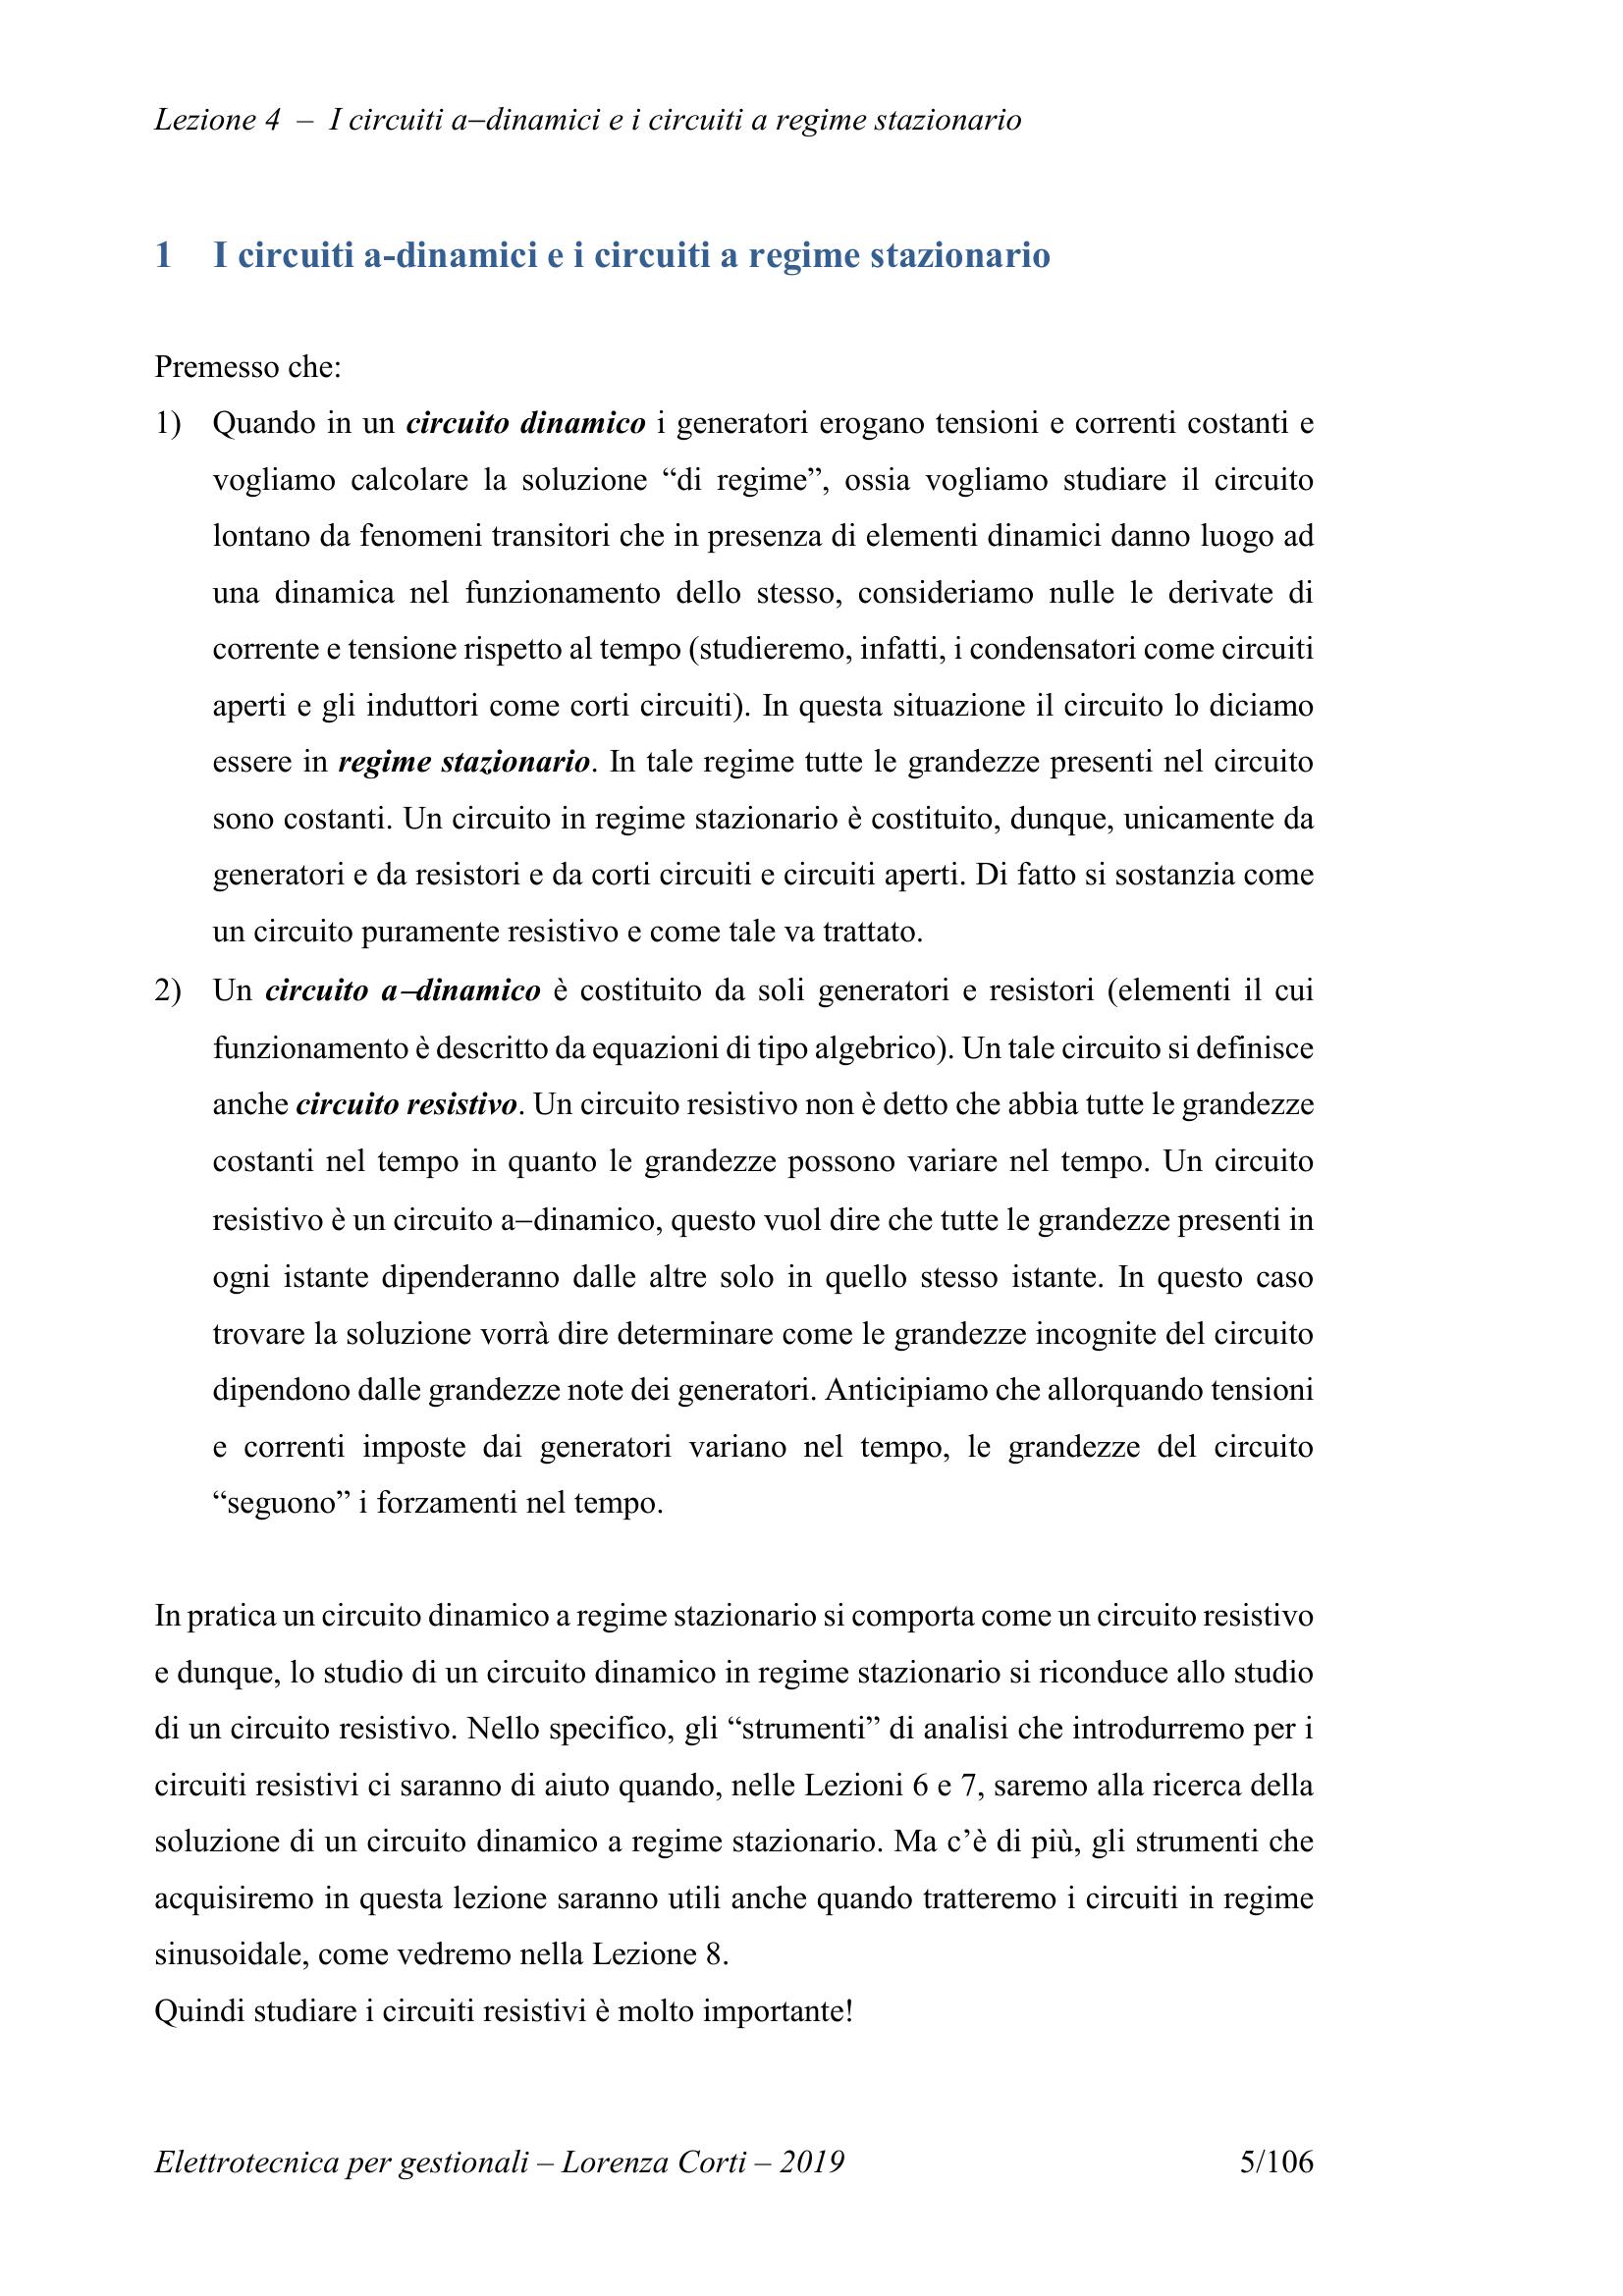 Lezione 4 – I circuiti a–dinamici e i circuiti a regime stazionario
1 I circuiti a-dinamici e i circuiti a regime stazionario
Premesso che:
1) Quando in un circuito dinamico i generatori erogano tensioni e correnti costanti e
vogliamo calcolare la soluzione “di regime”, ossia vogliamo studiare il circuito
lontano da fenomeni transitori che in presenza di elementi dinamici danno luogo ad
una dinamica nel funzionamento dello stesso, consideriamo nulle le derivate di
corrente e tensione rispetto al tempo (studieremo, infatti, i condensatori come circuiti
aperti e gli induttori come corti circuiti). In questa situazione il circuito lo diciamo
essere in regime stazionario. In tale regime tutte le grandezze presenti nel circuito
sono costanti. Un circuito in regime stazionario è costituito, dunque, unicamente da
generatori e da resistori e da corti circuiti e circuiti aperti. Di fatto si sostanzia come
un circuito puramente resistivo e come tale va trattato.
2) Un circuito a–dinamico è costituito da soli generatori e resistori (elementi il cui
funzionamento è descritto da equazioni di tipo algebrico). Un tale circuito si definisce
anche circuito resistivo. Un circuito resistivo non è detto che abbia tutte le grandezze
costanti nel tempo in quanto le grandezze possono variare nel tempo. Un circuito
resistivo è un circuito a–dinamico, questo vuol dire che tutte le grandezze presenti in
ogni istante dipenderanno dalle altre solo in quello stesso istante. In questo caso
trovare la soluzione vorrà dire determinare come le grandezze incognite del circuito
dipendono dalle grandezze note dei generatori. Anticipiamo che allorquando tensioni
e correnti imposte dai generatori variano nel tempo, le grandezze del circuito
“seguono” i forzamenti nel tempo.
In pratica un circuito dinamico a regime stazionario si comporta come un circuito resistivo
e dunque, lo studio di un circuito dinamico in regime stazionario si riconduce allo studio
di un circuito resistivo. Nello specifico, gli “strumenti” di analisi che introdurremo per i
circuiti resistivi ci saranno di aiuto quando, nelle Lezioni 6 e 7, saremo alla ricerca della
soluzione di un circuito dinamico a regime stazionario. Ma c’è di più, gli strumenti che
acquisiremo in questa lezione saranno utili anche quando tratteremo i circuiti in regime
sinusoidale, come vedremo nella Lezione 8.
Quindi studiare i circuiti resistivi è molto importante!
Elettrotecnica per gestionali – Lorenza Corti – 2019 5/106